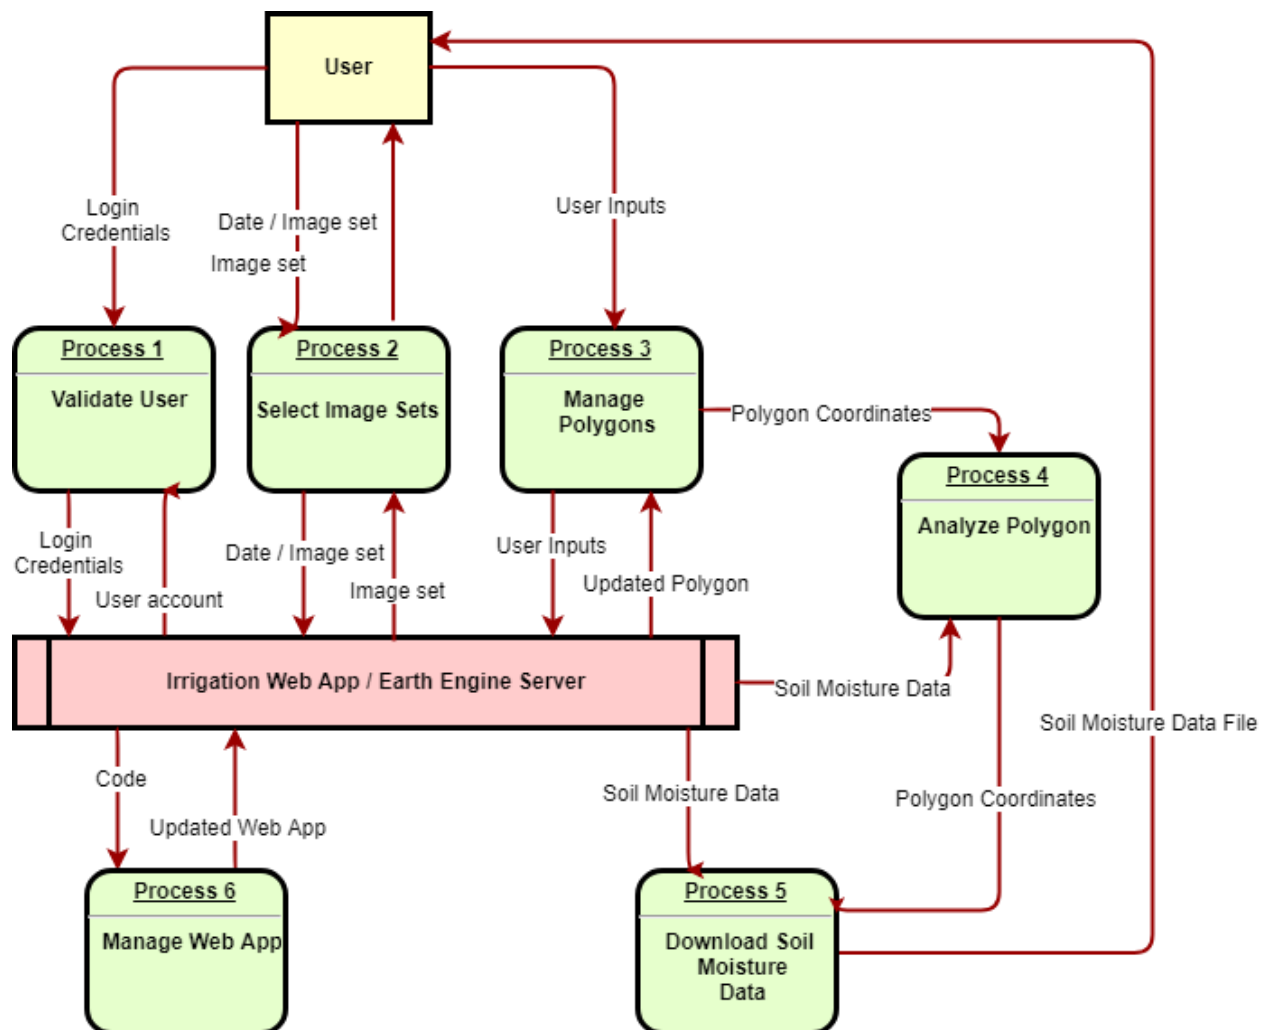 User
Login
Credentials
Date / Image set
Image set
User Inputs
Process 1
Validate User
Process 2
Select Image Sets
Process 3
Manage
Polygons
Polygon Coordinates
Process 4
Analyze Polygon
Login
Credentials
User account
Date / Image set
Image set
User Inputs
Updated Polygon
Irrigation Web App / Earth Engine Server
Soil Moisture Data
Soil Moisture Data File
Code
Updated Web App
Soil Moisture Data
Polygon Coordinates
Process 6
Manage Web App
Process 5
Download Soil
Moisture
Data